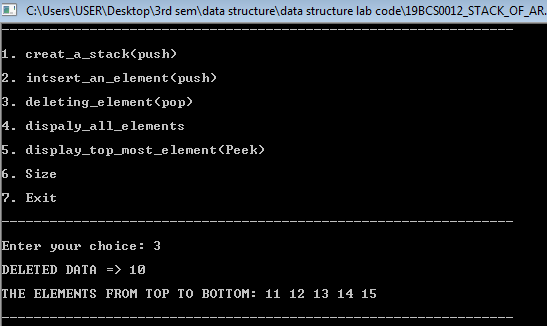 C:\Users\USER\Desktop\3rd sem\data structure\data structure lab code\19BCS0012_STACK_OF_AR.
1. creat_a_stack(push)
2. intsert_an_element(push)
3. deleting_element(pop)
4. dispaly_all_elements
5. display_top_most_element(Peek)
6. Size
7. Exit
Enter your choice: 3
DELETED DATA => 10
THE ELEMENTS FROM TOP TO BOTTOM: 11 12 13 14 15